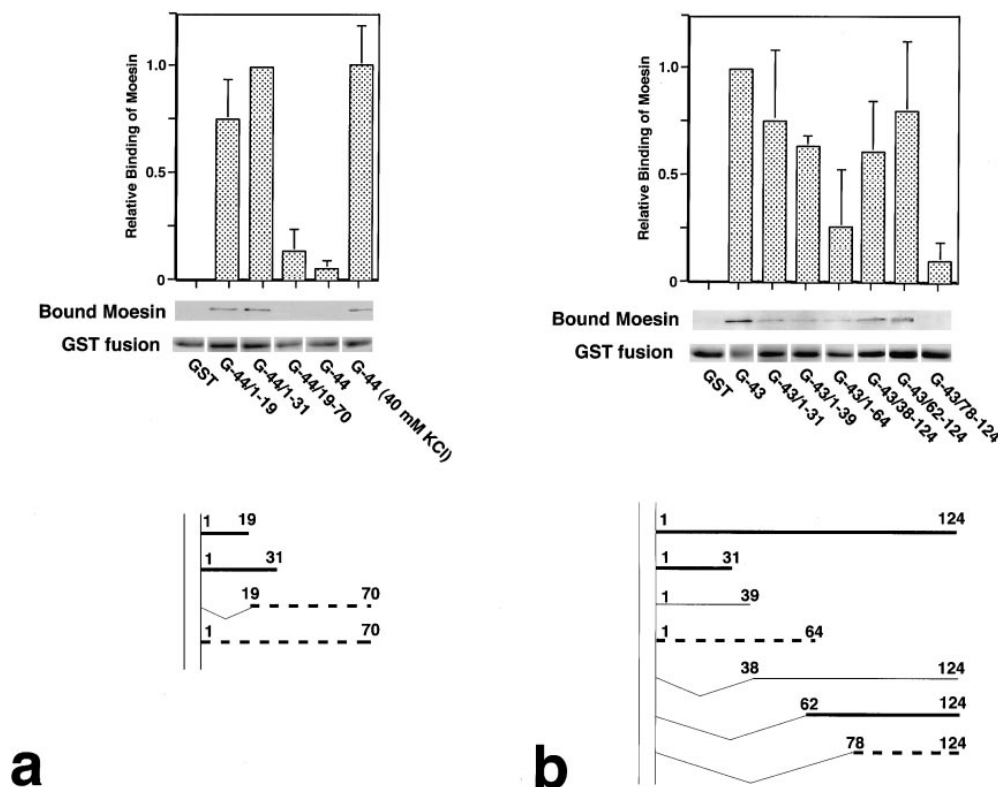 Relative Binding of Moesin
1.0
0.5
0
Bound Moesin
GST fusion
GST
G-44/1-19
G-44/1-31
G-44/19-70
G-44
G-44 (40 mM KCl)
1 19
1 31
19 70
1 70
a
Relative Binding of Moesin
1.0
0.5
0
Bound Moesin
GST fusion
GST
G-43
G-43/1-31
G-43/1-39
G-43/1-64
G-43/38-124
G-43/62-124
G-43/78-124
1 124
1 31
1 39
1 64
38 124
62 124
78 124
b